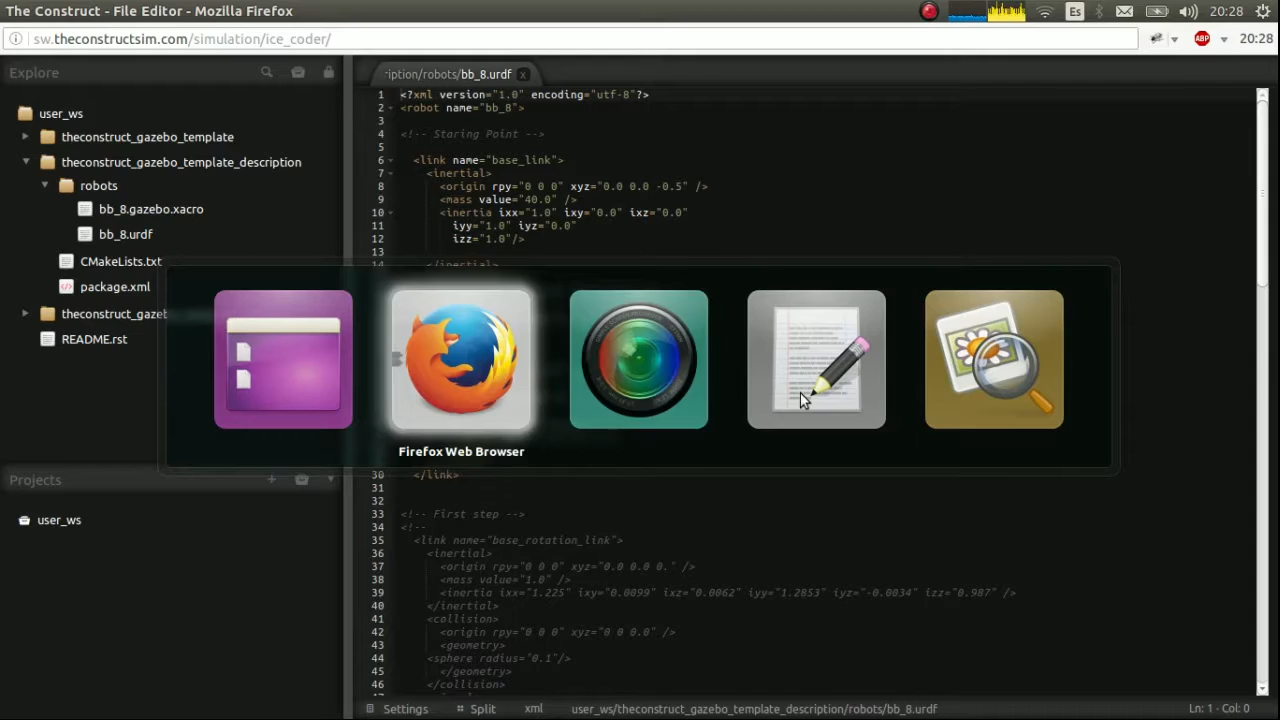 The Construct - File Editor - Mozilla Firefox
Es
20:28
sw.theconstructsim.com/simulation/ice_coder/
ABP
20:28
Explore
user_ws
theconstruct_gazebo_template
theconstruct_gazebo_template_description
robots
bb_8.gazebo.xacro
bb_8.urdf
CMakeLists.txt
package.xml
theconstruct_gaz
README.rst
Projects
user_ws
ription/robots/bb_8.urdf x
1 <?xml version="1.0" encoding="utf-8"?>
2 <robot name="bb_8">
3
4 <!-- Staring Point -->
5
6 <link name="base_link">
7 <inertial>
8 <origin rpy="0 0 0" xyz="0.0 0.0 -0.5" />
9 <mass value="40.0" />
10 <inertia ixx="1.0" ixy="0.0" ixz="0.0"
11 iyy="1.0" iyz="0.0"
12 izz="1.0"/>
13
14 </inertial>
Firefox Web Browser
30 </link>
31
32
33 <!-- First step -->
34 <!--
35 <link name="base_rotation_link">
36 <inertial>
37 <origin rpy="0 0 0" xyz="0.0 0.0 0." />
38 <mass value="1.0" />
39 <inertia ixx="1.225" ixy="0.0099" ixz="0.0062" iyy="1.2853" iyz="-0.0034" izz="0.987" />
40 </inertial>
41 <collision>
42 <origin rpy="0 0 0" xyz="0 0 0.0" />
43 <geometry>
44 <sphere radius="0.1"/>
45 </geometry>
46 </collision>
47
Settings Split xml user_ws/theconstruct_gazebo_template_description/robots/bb_8.urdf Ln: 1 · Col: 0